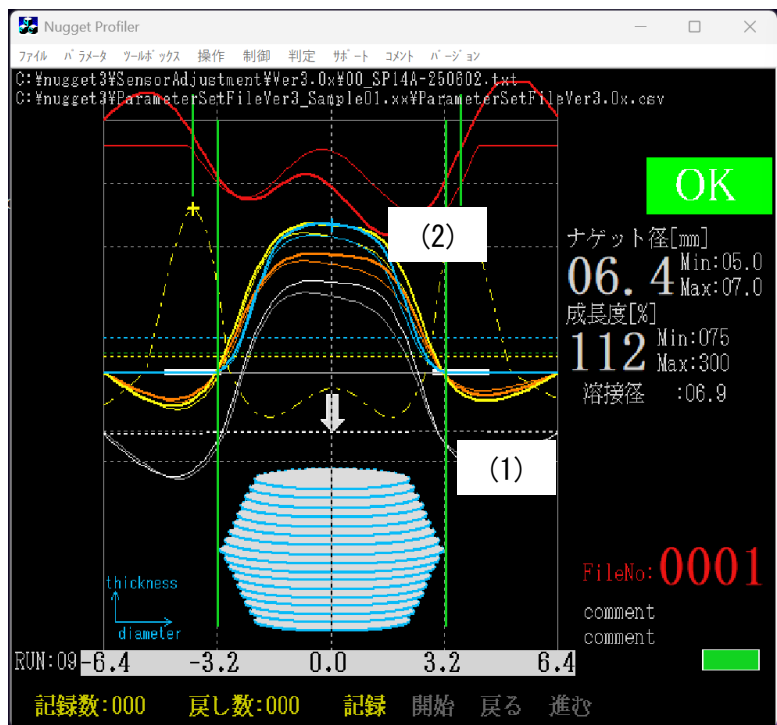 Nugget Profiler
ファイル パラメータ ツールボックス 操作 制御 判定 サポート コメント バージョン
C:¥nugget3¥SensorAdjustment¥Ver3.0x¥00_SP14A-250602.txt
C:¥nugget3¥ParameterSetFileVer3_Sample01.xx¥ParameterSetFileVer3.0x.csv
OK
(2)
ナゲット径[mm]
06.4 Min:05.0
Max:07.0
成長度[%]
112 Min:075
Max:300
溶接径 :06.9
(1)
thickness
diameter
FileNo:0001
comment
comment
RUN:09 -6.4 -3.2 0.0 3.2 6.4
記録数:000 戻し数:000 記録 開始 戻る 進む